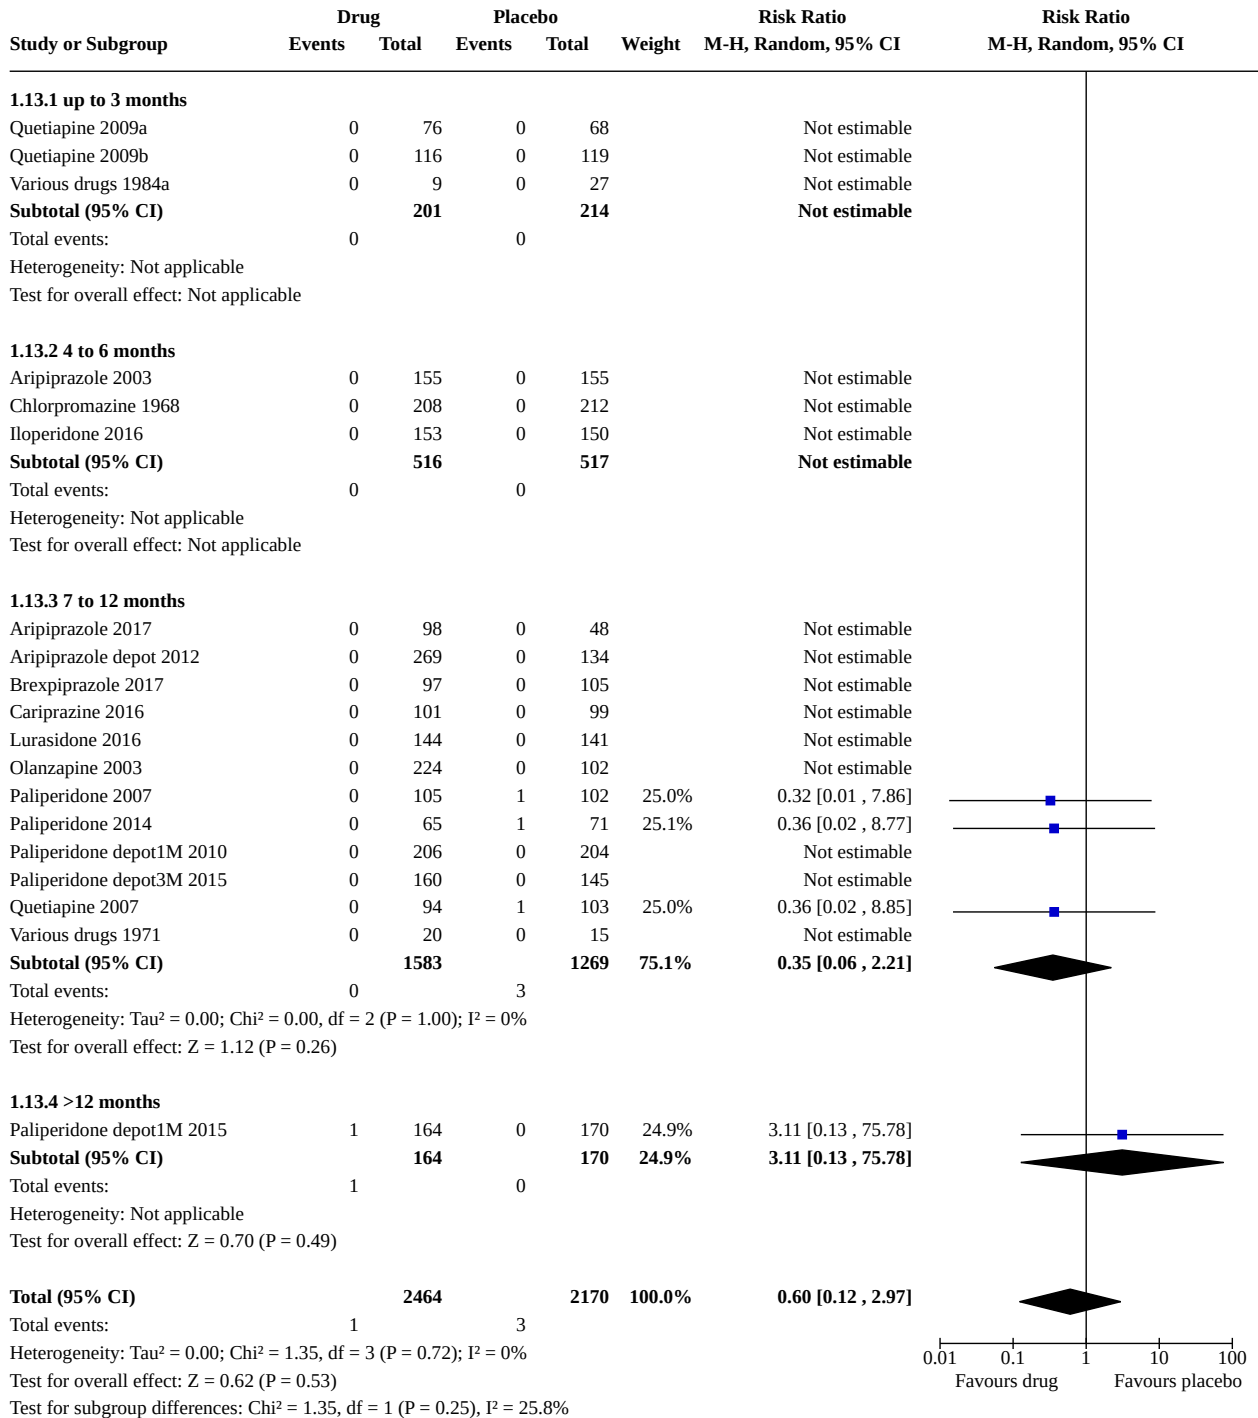 Drug Placebo Risk Ratio Risk Ratio
Study or Subgroup Events Total Events Total Weight M-H, Random, 95% CI M-H, Random, 95% CI
1.13.1 up to 3 months
Quetiapine 2009a 0 76 0 68 Not estimable
Quetiapine 2009b 0 116 0 119 Not estimable
Various drugs 1984a 0 9 0 27 Not estimable
Subtotal (95% CI) 201 214 Not estimable
Total events: 0 0
Heterogeneity: Not applicable
Test for overall effect: Not applicable
1.13.2 4 to 6 months
Aripiprazole 2003 0 155 0 155 Not estimable
Chlorpromazine 1968 0 208 0 212 Not estimable
Iloperidone 2016 0 153 0 150 Not estimable
Subtotal (95% CI) 516 517 Not estimable
Total events: 0 0
Heterogeneity: Not applicable
Test for overall effect: Not applicable
1.13.3 7 to 12 months
Aripiprazole 2017 0 98 0 48 Not estimable
Aripiprazole depot 2012 0 269 0 134 Not estimable
Brexpiprazole 2017 0 97 0 105 Not estimable
Cariprazine 2016 0 101 0 99 Not estimable
Lurasidone 2016 0 144 0 141 Not estimable
Olanzapine 2003 0 224 0 102 Not estimable
Paliperidone 2007 0 105 1 102 25.0% 0.32 [0.01 , 7.86]
Paliperidone 2014 0 65 1 71 25.1% 0.36 [0.02 , 8.77]
Paliperidone depot1M 2010 0 206 0 204 Not estimable
Paliperidone depot3M 2015 0 160 0 145 Not estimable
Quetiapine 2007 0 94 1 103 25.0% 0.36 [0.02 , 8.85]
Various drugs 1971 0 20 0 15 Not estimable
Subtotal (95% CI) 1583 1269 75.1% 0.35 [0.06 , 2.21]
Total events: 0 3
Heterogeneity: Tau² = 0.00; Chi² = 0.00, df = 2 (P = 1.00); I² = 0%
Test for overall effect: Z = 1.12 (P = 0.26)
1.13.4 >12 months
Paliperidone depot1M 2015 1 164 0 170 24.9% 3.11 [0.13 , 75.78]
Subtotal (95% CI) 164 170 24.9% 3.11 [0.13 , 75.78]
Total events: 1 0
Heterogeneity: Not applicable
Test for overall effect: Z = 0.70 (P = 0.49)
Total (95% CI) 2464 2170 100.0% 0.60 [0.12 , 2.97]
Total events: 1 3
Heterogeneity: Tau² = 0.00; Chi² = 1.35, df = 3 (P = 0.72); I² = 0%
0.01 0.1 1 10 100
Test for overall effect: Z = 0.62 (P = 0.53) Favours drug Favours placebo
Test for subgroup differences: Chi² = 1.35, df = 1 (P = 0.25), I² = 25.8%